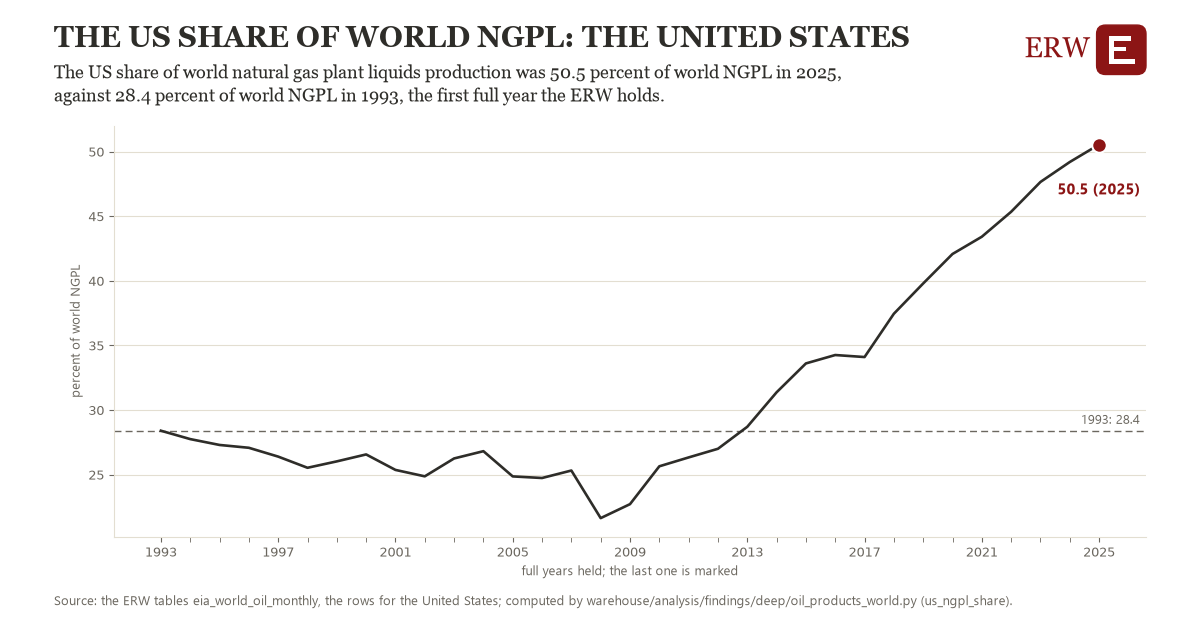 THE US SHARE OF WORLD NGPL: THE UNITED STATES
ERW E
The US share of world natural gas plant liquids production was 50.5 percent of world NGPL in 2025,
against 28.4 percent of world NGPL in 1993, the first full year the ERW holds.
percent of world NGPL
50
45
40
35
30
25
50.5 (2025)
1993: 28.4
1993 1997 2001 2005 2009 2013 2017 2021 2025
full years held; the last one is marked
Source: the ERW tables eia_world_oil_monthly, the rows for the United States; computed by warehouse/analysis/findings/deep/oil_products_world.py (us_ngpl_share).